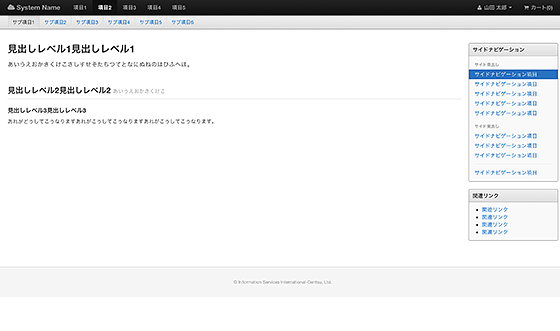 System Name 項目1 項目2 項目3 項目4 項目5 山田 太郎 カート(0)
サブ項目1 サブ項目2 サブ項目3 サブ項目4 サブ項目5 サブ項目6
見出しレベル1見出しレベル1
あいうえおかきくけこさしすせそたちつてとなにぬねのはひふへほ。
見出しレベル2見出しレベル2 あいうえおかきくけこ
見出しレベル3見出しレベル3
あれがどうしてこうなりますあれがこうしてこうなりますあれがこうしてこうなります。
サイドナビゲーション
サイド見出し
サイドナビゲーション項目
サイドナビゲーション項目
サイドナビゲーション項目
サイドナビゲーション項目
サイドナビゲーション項目
サイド見出し
サイドナビゲーション項目
サイドナビゲーション項目
サイドナビゲーション項目
サイドナビゲーション項目
関連リンク
関連リンク
関連リンク
関連リンク
関連リンク
© Information Services International-Dentsu, Ltd.